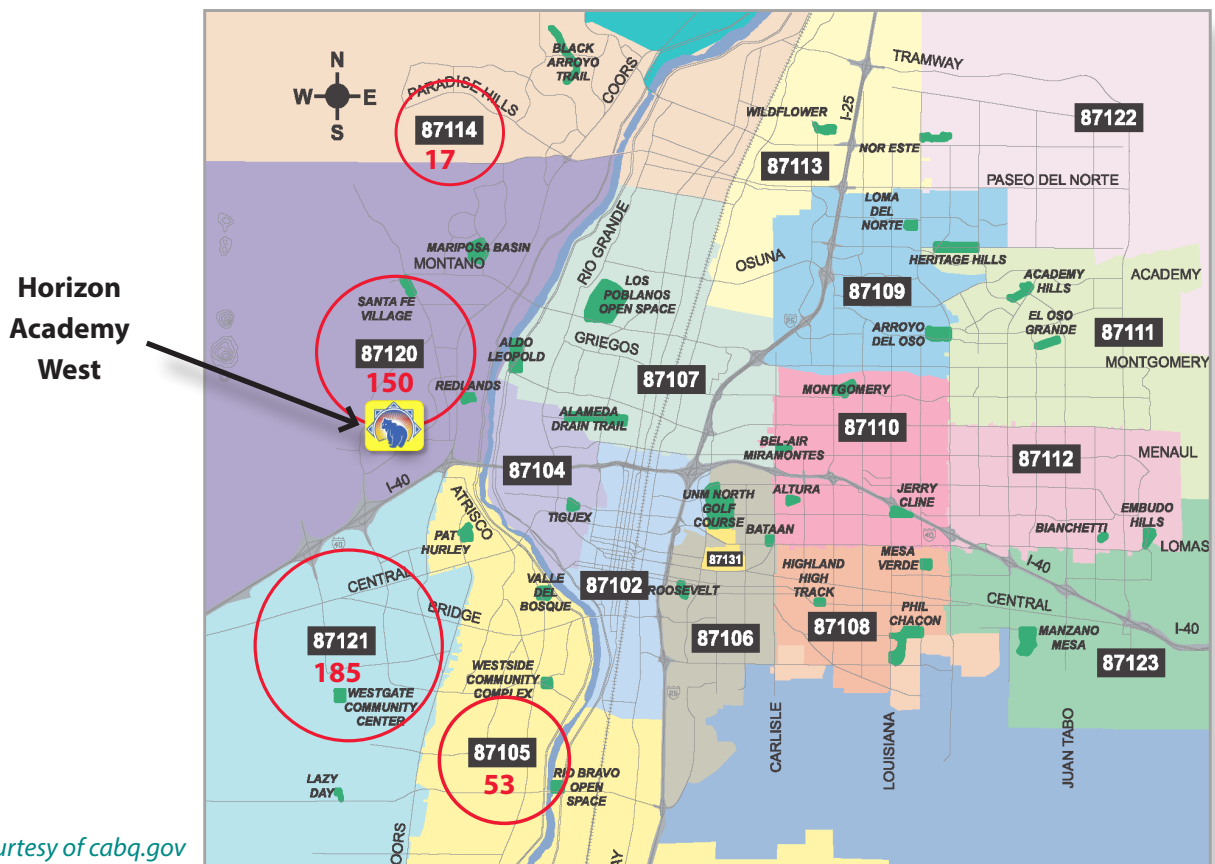 N
W E
S
BLACK
ARROYO
TRAIL
PARADISE HILLS
COORS
87114
17
TRAMWAY
I-25
WILDFLOWER
87122
NOR ESTE
87113
PASEO DEL NORTE
LOMA
DEL
NORTE
RIO GRANDE
MARIPOSA BASIN
MONTANO
OSUNA
HERITAGE HILLS
ACADEMY
HILLS
ACADEMY
Horizon
Academy
West
SANTA FE
VILLAGE
LOS
POBLANOS
OPEN SPACE
87109
EL OSO
GRANDE
87111
ARROYO
DEL OSO
ALDO
LEOPOLD
GRIEGOS
87120
150
MONTGOMERY
REDLANDS
87107
MONTGOMERY
ALAMEDA
DRAIN TRAIL
87110
BEL-AIR
MIRAMONTES
87112
MENAUL
87104
I-40
ATRISCO
TIGUEX
UNM NORTH
GOLF
COURSE
ALTURA
JERRY
CLINE
EMBUDO
HILLS
BATAAN
BIANCHETTI
LOMAS
PAT
HURLEY
40
40
87131
MESA
VERDE
I-40
CENTRAL
VALLE
DEL
BOSQUE
87102
ROOSEVELT
HIGHLAND
HIGH
TRACK
CENTRAL
BRIDGE
87121
185
87106
87108
PHIL
CHACON
MANZANO
MESA
I-40
87123
WESTSIDE
COMMUNITY
COMPLEX
WESTGATE
COMMUNITY
CENTER
87105
53
CARLISLE
LOUISIANA
JUAN TABO
LAZY
DAY
RIO BRAVO
OPEN
SPACE
OORS
AY
urtesy of cabq.gov